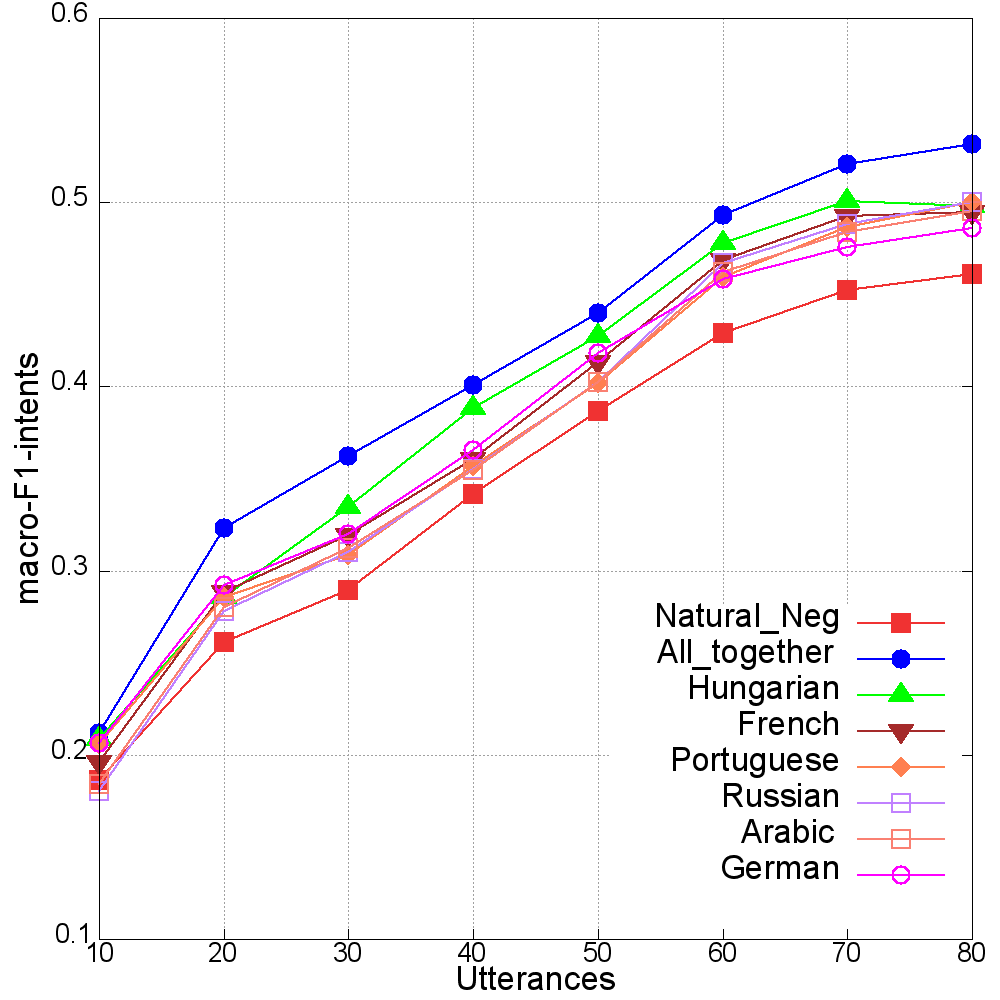 0.6
0.5
0.4
0.3
0.2
0.1
macro-F1-intents
Natural_Neg
All_together
Hungarian
French
Portuguese
Russian
Arabic
German
10 20 30 40 50 60 70 80
Utterances